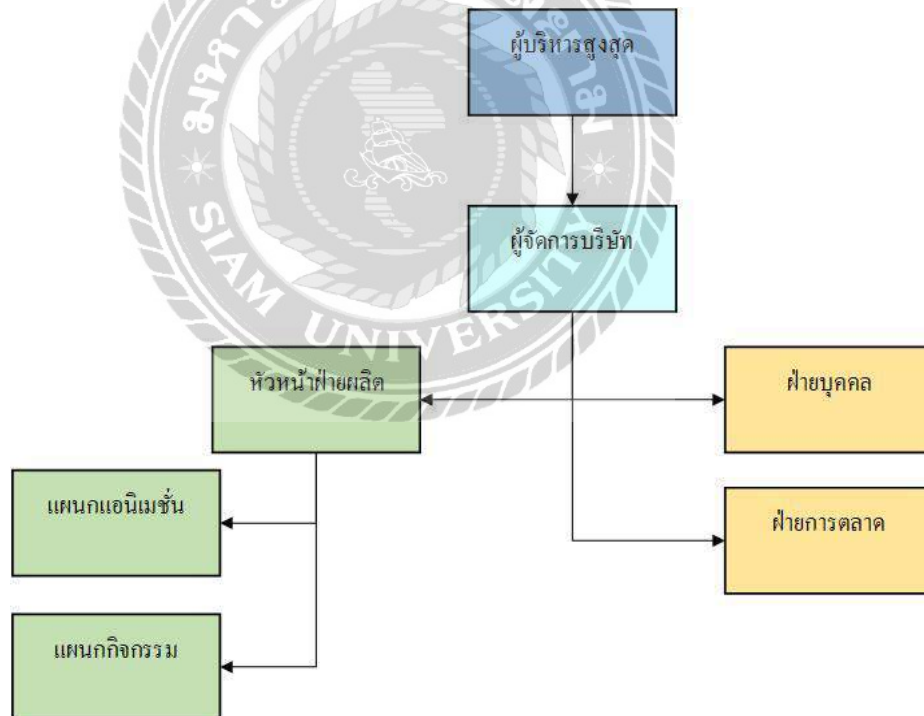 ผู้บริหารสูงสุด
ผู้จัดการบริษัท
หัวหน้าฝ่ายผลิต
ฝ่ายบุคคล
แผนกแอนิเมชั่น
ฝ่ายการตลาด
แผนกกิจกรรม
SIAM UNIVERSITY